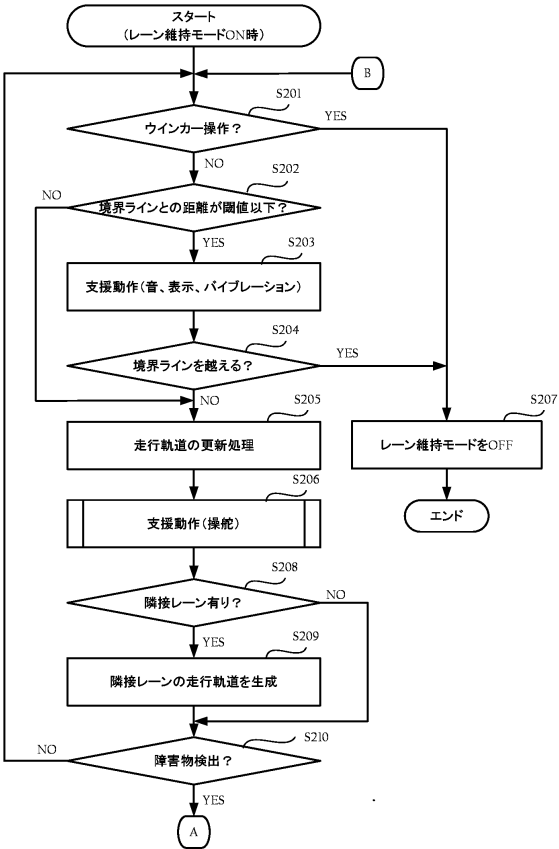 スタート
(レーン維持モードON時)
B
S201
ウインカー操作?
YES
NO
S202
NO
境界ラインとの距離が閾値以下?
YES
S203
支援動作(音、表示、バイブレーション)
S204
境界ラインを越える?
YES
NO
S205
走行軌道の更新処理
S207
レーン維持モードをOFF
S206
支援動作(操舵)
エンド
S208
隣接レーン有り?
NO
YES
S209
隣接レーンの走行軌道を生成
S210
NO
障害物検出?
YES
A